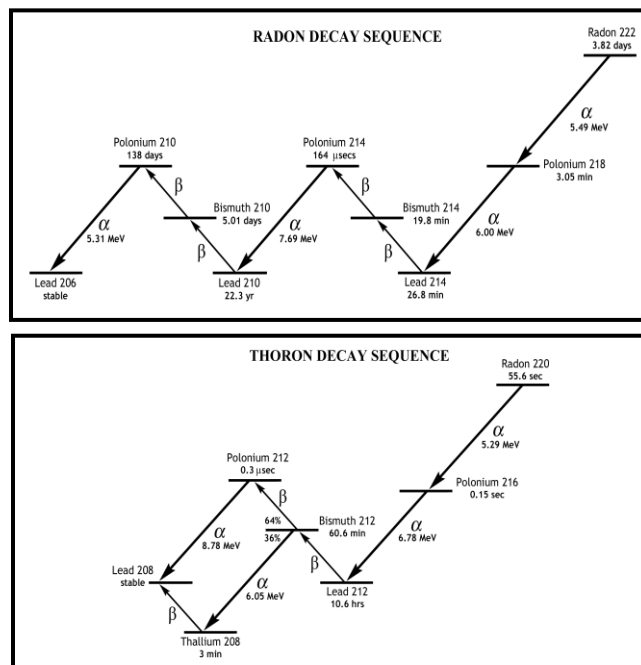 RADON DECAY SEQUENCE
Radon 222
3.82 days
α
5.49 MeV
Polonium 210
138 days
Polonium 214
164 μsecs
Polonium 218
3.05 min
β
β
Bismuth 210
5.01 days
Bismuth 214
19.8 min
α
5.31 MeV
β
α
7.69 MeV
β
α
6.00 MeV
Lead 206
stable
Lead 210
22.3 yr
Lead 214
26.8 min
THORON DECAY SEQUENCE
Radon 220
55.6 sec
α
5.29 MeV
Polonium 212
0.3 μsec
Polonium 216
0.15 sec
β
64%
36%
Bismuth 212
60.6 min
α
8.78 MeV
β
α
6.78 MeV
Lead 208
stable
α
6.05 MeV
Lead 212
10.6 hrs
β
Thallium 208
3 min